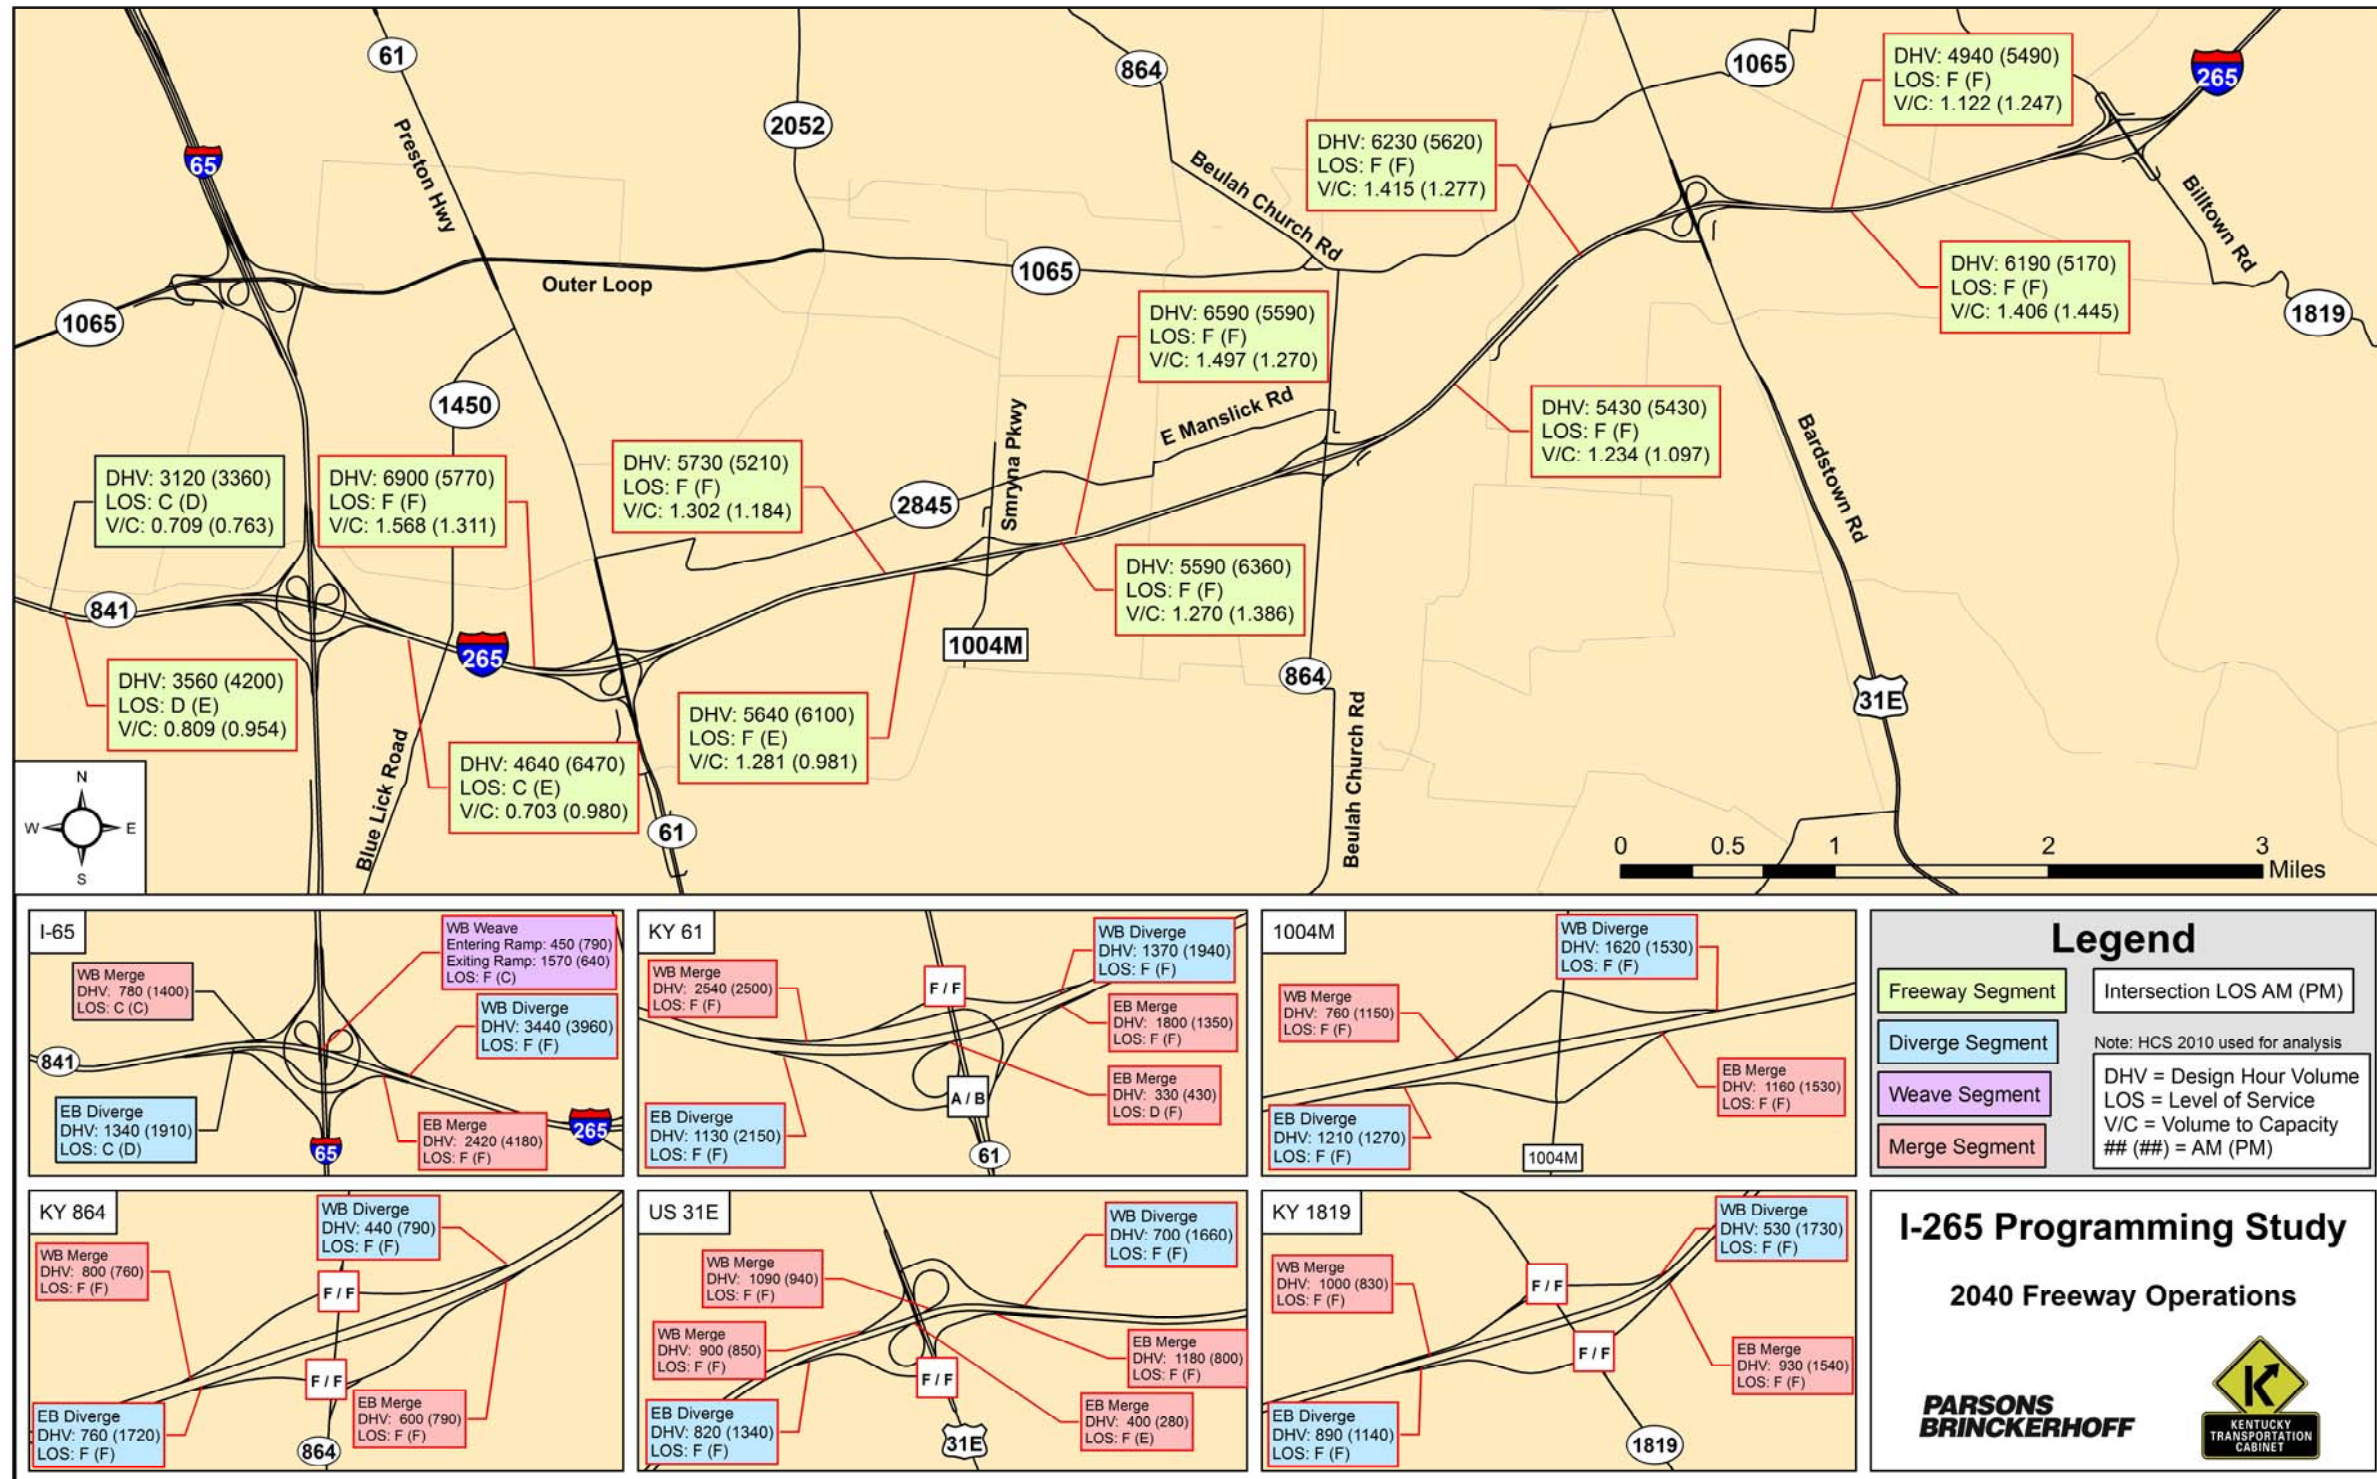 61
864
1065
DHV: 4940 (5490)
LOS: F (F)
V/C: 1.122 (1.247)
265
65
Preston Hwy
2052
Beulah Church Rd
DHV: 6230 (5620)
LOS: F (F)
V/C: 1.415 (1.277)
Billtown Rd
Outer Loop
1065
1065
DHV: 6190 (5170)
LOS: F (F)
V/C: 1.406 (1.445)
1819
DHV: 6590 (5590)
LOS: F (F)
V/C: 1.497 (1.270)
1450
E Manslick Rd
Smryna Pkwy
DHV: 5430 (5430)
LOS: F (F)
V/C: 1.234 (1.097)
Bardstown Rd
DHV: 3120 (3360)
LOS: C (D)
V/C: 0.709 (0.763)
DHV: 6900 (5770)
LOS: F (F)
V/C: 1.568 (1.311)
DHV: 5730 (5210)
LOS: F (F)
V/C: 1.302 (1.184)
2845
DHV: 5590 (6360)
LOS: F (F)
V/C: 1.270 (1.386)
841
265
1004M
864
31E
DHV: 3560 (4200)
LOS: D (E)
V/C: 0.809 (0.954)
DHV: 5640 (6100)
LOS: F (E)
V/C: 1.281 (0.981)
DHV: 4640 (6470)
LOS: C (E)
V/C: 0.703 (0.980)
Blue Lick Road
61
Beulah Church Rd
N
W
E
S
0
0.5
1
2
3
Miles
I-65
WB Weave
Entering Ramp: 450 (790)
Exiting Ramp: 1570 (640)
LOS: F (C)
WB Merge
DHV: 780 (1400)
LOS: C (C)
WB Diverge
DHV: 3440 (3960)
LOS: F (F)
841
EB Diverge
DHV: 1340 (1910)
LOS: C (D)
EB Merge
DHV: 2420 (4180)
LOS: F (F)
265
65
KY 61
WB Diverge
DHV: 1370 (1940)
LOS: F (F)
WB Merge
DHV: 2540 (2500)
LOS: F (F)
F / F
EB Merge
DHV: 1800 (1350)
LOS: F (F)
EB Merge
DHV: 330 (430)
LOS: D (F)
A / B
EB Diverge
DHV: 1130 (2150)
LOS: F (F)
61
1004M
WB Diverge
DHV: 1620 (1530)
LOS: F (F)
WB Merge
DHV: 760 (1150)
LOS: F (F)
EB Merge
DHV: 1160 (1530)
LOS: F (F)
EB Diverge
DHV: 1210 (1270)
LOS: F (F)
1004M
Legend
Freeway Segment
Intersection LOS AM (PM)
Diverge Segment
Note: HCS 2010 used for analysis
Weave Segment
Merge Segment
DHV = Design Hour Volume
LOS = Level of Service
V/C = Volume to Capacity
## (##) = AM (PM)
KY 864
WB Diverge
DHV: 440 (790)
LOS: F (F)
WB Merge
DHV: 800 (760)
LOS: F (F)
F / F
F / F
EB Merge
DHV: 600 (790)
LOS: F (F)
EB Diverge
DHV: 760 (1720)
LOS: F (F)
864
US 31E
WB Diverge
DHV: 700 (1660)
LOS: F (F)
WB Merge
DHV: 1090 (940)
LOS: F (F)
WB Merge
DHV: 900 (850)
LOS: F (F)
EB Merge
DHV: 1180 (800)
LOS: F (F)
F / F
EB Merge
DHV: 400 (280)
LOS: F (E)
EB Diverge
DHV: 820 (1340)
LOS: F (F)
31E
KY 1819
WB Diverge
DHV: 530 (1730)
LOS: F (F)
WB Merge
DHV: 1000 (830)
LOS: F (F)
F / F
F / F
EB Merge
DHV: 930 (1540)
LOS: F (F)
EB Diverge
DHV: 890 (1140)
LOS: F (F)
1819
I-265 Programming Study
2040 Freeway Operations
PARSONS
BRINCKERHOFF
K
KENTUCKY
TRANSPORTATION
CABINET